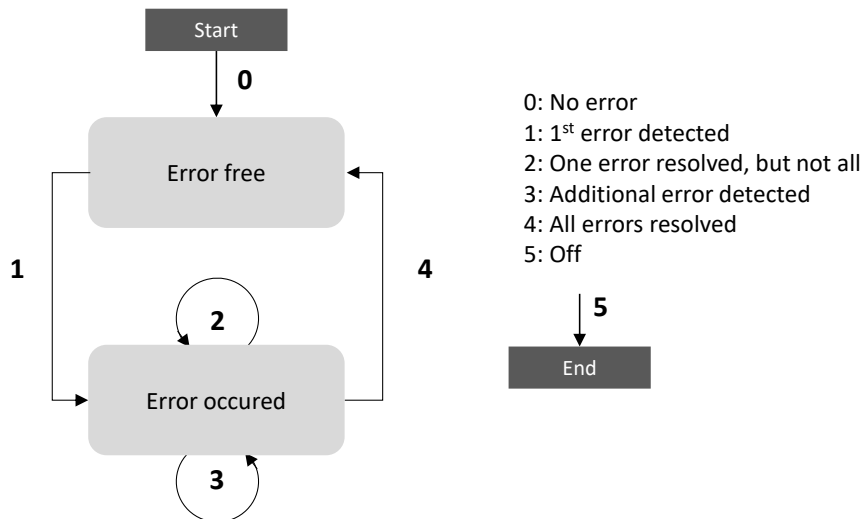 Start
0
Error free
1
4
2
Error occured
3
0: No error
1: 1st error detected
2: One error resolved, but not all
3: Additional error detected
4: All errors resolved
5: Off
5
End